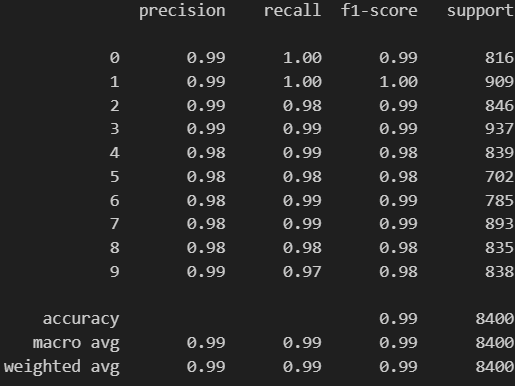 precision recall f1-score support
0 0.99 1.00 0.99 816
1 0.99 1.00 1.00 909
2 0.99 0.98 0.99 846
3 0.99 0.99 0.99 937
4 0.98 0.99 0.98 839
5 0.98 0.98 0.98 702
6 0.98 0.99 0.99 785
7 0.98 0.99 0.99 893
8 0.98 0.98 0.98 835
9 0.99 0.97 0.98 838
accuracy 0.99 8400
macro avg 0.99 0.99 0.99 8400
weighted avg 0.99 0.99 0.99 8400